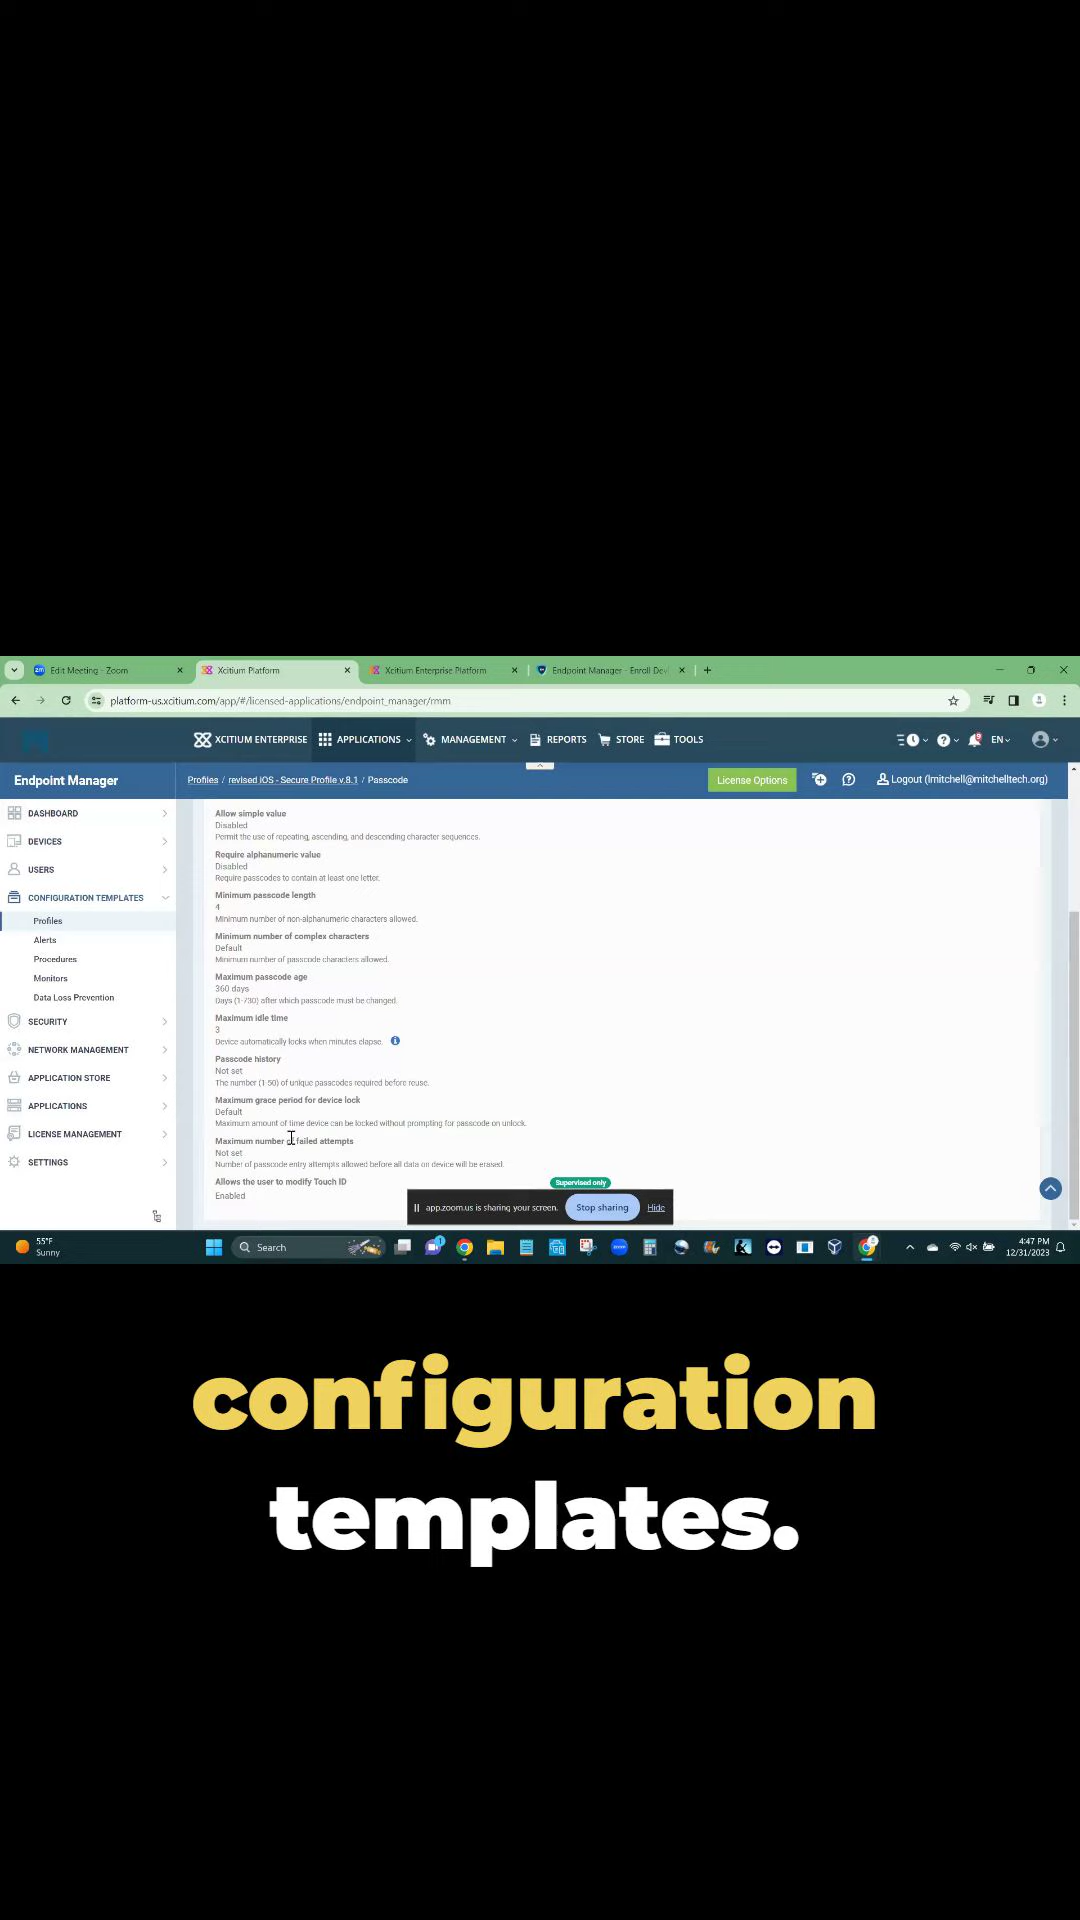 Edit Meeting - Zoom
Xcitium Platform
Xcitium Enterprise Platform
Endpoint Manager - Enroll Devi
platform-us.xcitium.com/app/#/licensed-applications/endpoint_manager/rmm
XCITIUM ENTERPRISE
APPLICATIONS
MANAGEMENT
REPORTS
STORE
TOOLS
EN
Endpoint Manager
Profiles / revised iOS - Secure Profile v.8.1 / Passcode
License Options
Logout (lmitchell@mitchelltech.org)
DASHBOARD
DEVICES
USERS
CONFIGURATION TEMPLATES
Profiles
Alerts
Procedures
Monitors
Data Loss Prevention
SECURITY
NETWORK MANAGEMENT
APPLICATION STORE
APPLICATIONS
LICENSE MANAGEMENT
SETTINGS
Allow simple value
Disabled
Permit the use of repeating, ascending, and descending character sequences.
Require alphanumeric value
Disabled
Require passcodes to contain at least one letter.
Minimum passcode length
4
Minimum number of non-alphanumeric characters allowed.
Minimum number of complex characters
Default
Minimum number of passcode characters allowed.
Maximum passcode age
360 days
Days (1-730) after which passcode must be changed.
Maximum idle time
3
Device automatically locks when minutes elapse.
Passcode history
Not set
The number (1-50) of unique passcodes required before reuse.
Maximum grace period for device lock
Default
Maximum amount of time device can be locked without prompting for passcode on unlock.
Maximum number of failed attempts
Not set
Number of passcode entry attempts allowed before all data on device will be erased.
Allows the user to modify Touch ID
Supervised only
Enabled
app.zoom.us is sharing your screen.
Stop sharing
Hide
55°F
Sunny
Search
4:47 PM
12/31/2023
configuration
templates.